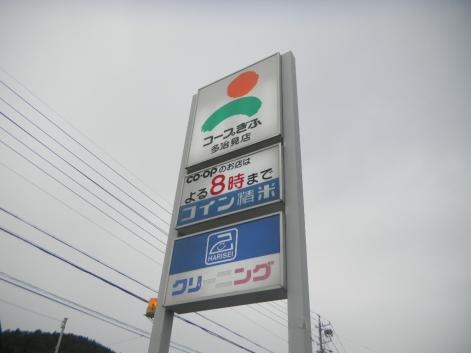 コープぎふ
多治見店
CO・OPのお店は
よる8時まで
コイン精米
HARISEI
クリーニング